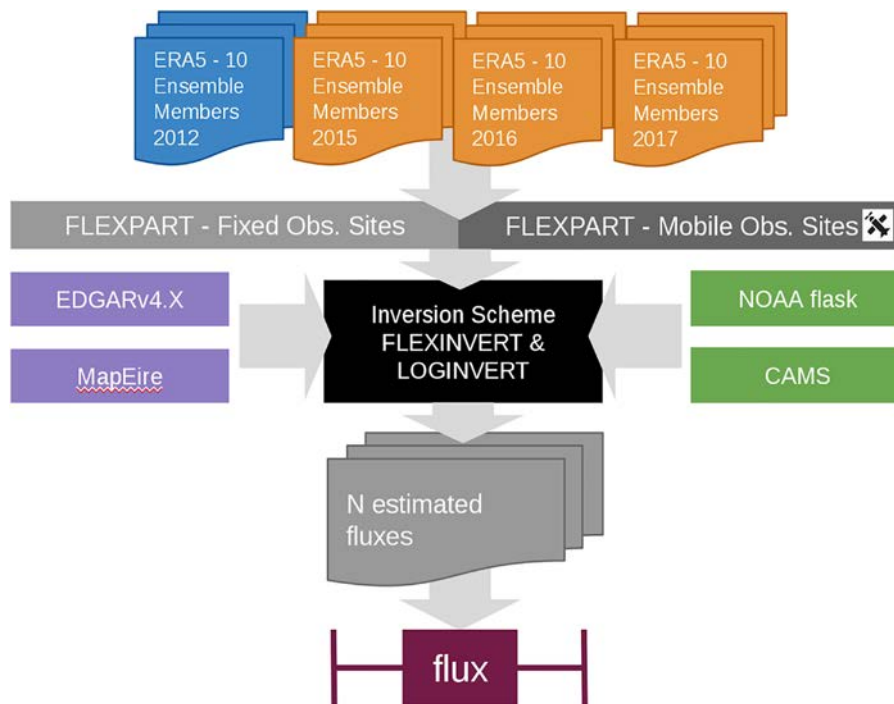 ERA5 - 10
Ensemble
Members
2012
ERA5 - 10
Ensemble
Members
2015
ERA5 - 10
Ensemble
Members
2016
ERA5 - 10
Ensemble
Members
2017
FLEXPART - Fixed Obs. Sites
FLEXPART - Mobile Obs. Sites
EDGARv4.X
MapEire
Inversion Scheme
FLEXINVERT &
LOGINVERT
NOAA flask
CAMS
N estimated
fluxes
flux